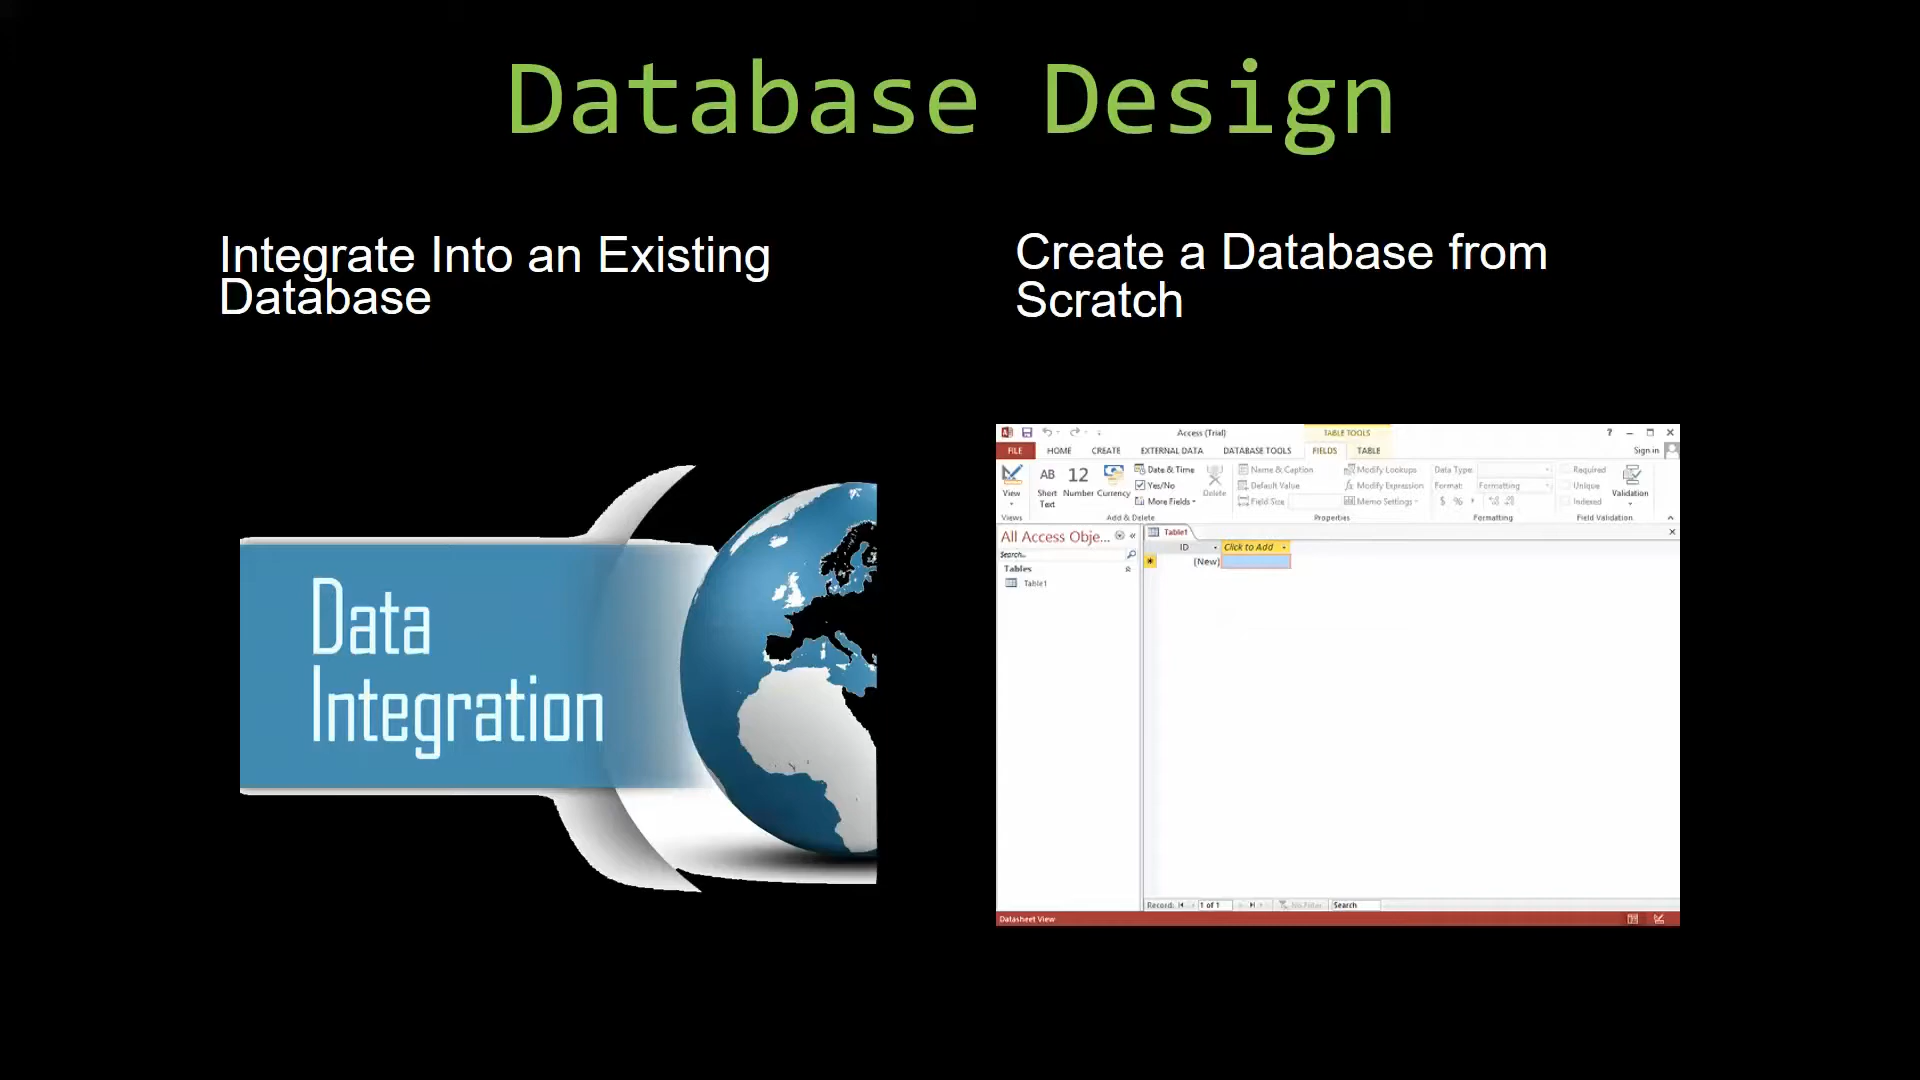 Database Design
Integrate Into an Existing
Database
Create a Database from
Scratch
Data
Integration
Access (Trial)
TABLE TOOLS
?
FILE HOME CREATE EXTERNAL DATA DATABASE TOOLS FIELDS TABLE Sign in
View
Views
AB
Short
Text
12
Number
Currency
Date & Time
Yes/No
More Fields
Delete
Add & Delete
Name & Caption
Default Value
Field Size
Modify Lookups
Modify Expression
Memo Settings
Properties
Data Type:
Format: Formatting
$ %
Formatting
Required
Unique
Indexed
Validation
Field Validation
All Access Obje...
Search...
Tables
Table1
Table1
ID Click to Add
(New)
Record: 1 of 1 No Filter Search
Datasheet View